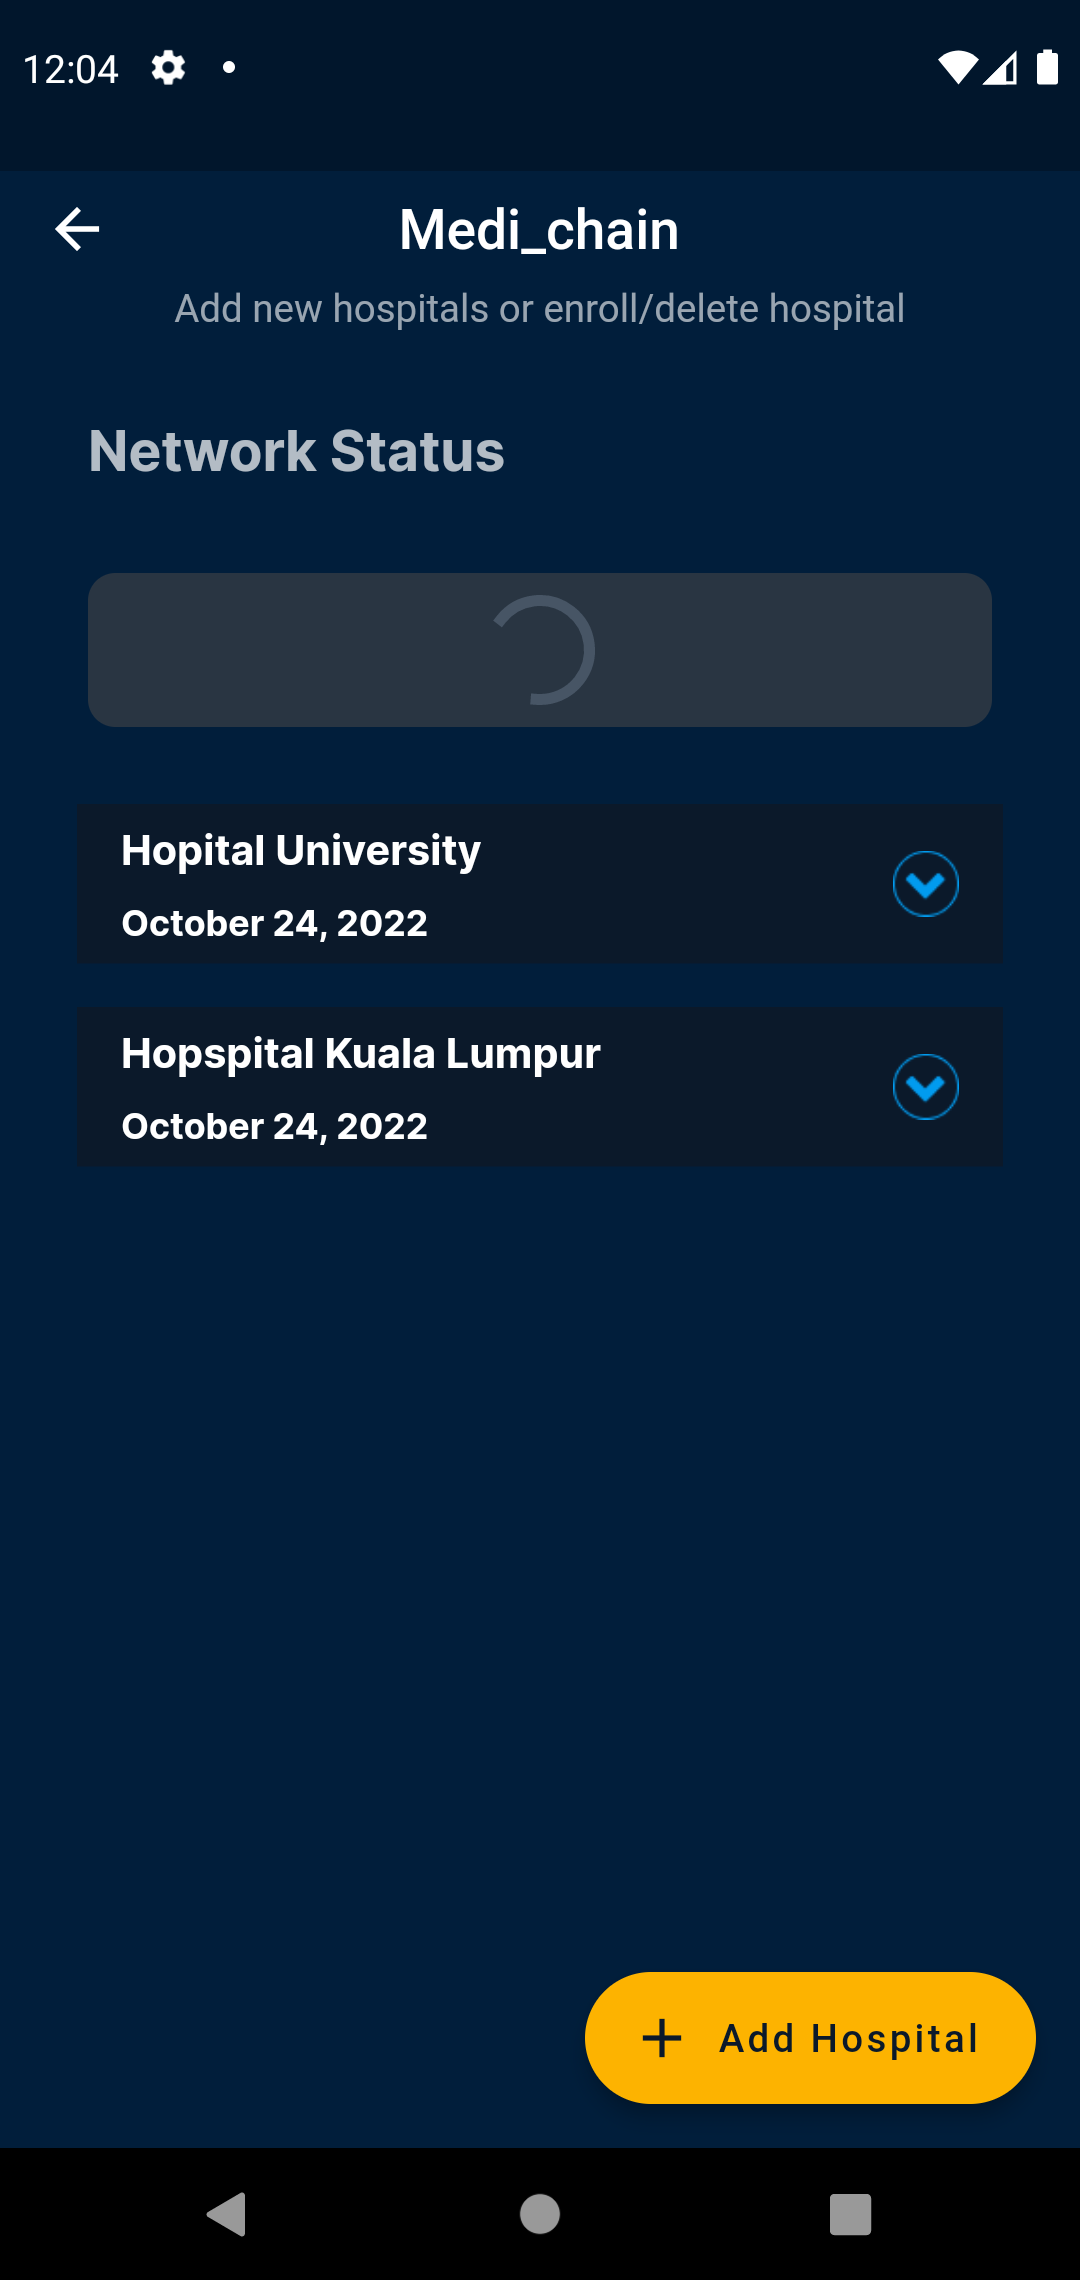 12:04
Medi_chain
Add new hospitals or enroll/delete hospital
Network Status
Hopital University
October 24, 2022
Hopspital Kuala Lumpur
October 24, 2022
Add Hospital